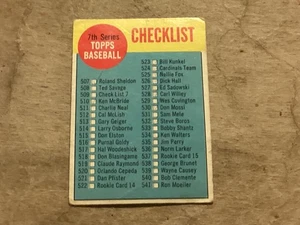 7th Series
TOPPS
BASEBALL
CHECKLIST
507 Roland Sheldon
508 Ted Savage
509 Check List 7
510 Ken McBride
511 Charlie Neal
512 Cal McLish
513 Gary Geiger
514 Larry Osborne
515 Don Elston
516 Purnal Goldy
517 Hal Woodeshick
518 Don Blasingame
519 Claude Raymond
520 Orlando Cepeda
521 Dan Pfister
522 Rookie Card 14
523 Bill Kunkel
524 Cardinals Team
525 Nellie Fox
526 Dick Hall
527 Ed Sadowski
528 Carl Willey
529 Wes Covington
530 Don Mossi
531 Sam Mele
532 Steve Boros
533 Bobby Shantz
534 Ken Walters
535 Jim Perry
536 Norm Larker
537 Rookie Card 15
538 George Brunet
539 Wayne Causey
540 Bob Clemente
541 Ron Moeller